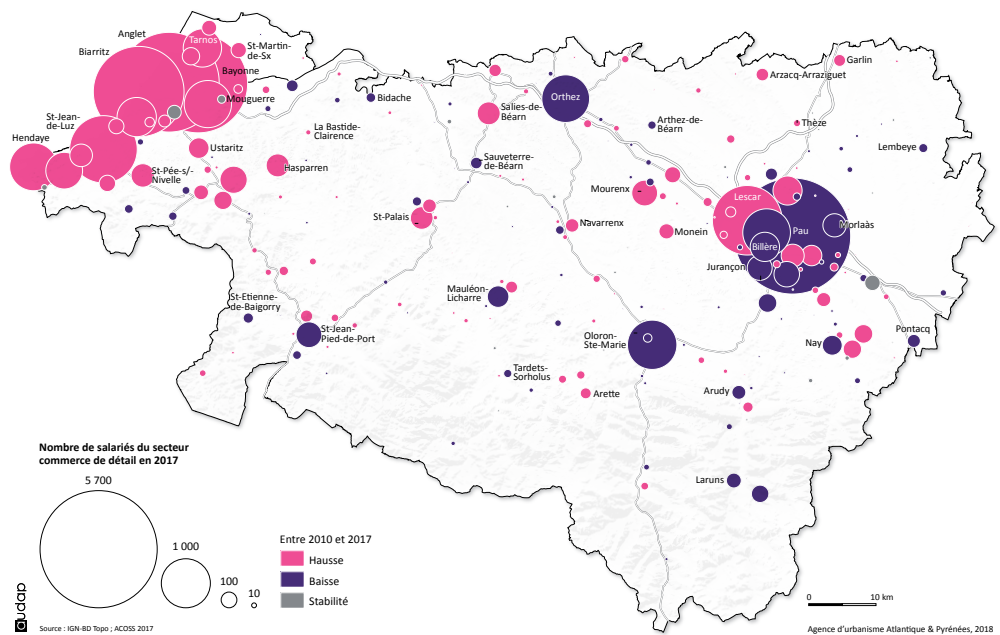 Anglet
Tarnos
Biarritz
St-Martin-
de-Sx
Bayonne
Mouguerre
St-Jean-
de-Luz
Hendaye
Ustaritz
St-Pée-s/-
Nivelle
Hasparren
La Bastide-
Clairence
Bidache
Salies-de-
Béarn
Orthez
Arthez-de-
Béarn
Arzacq-Arraziguet
Garlin
Thèze
Lembeye
Sauveterre-
de-Béarn
Mourenx
St-Palais
Navarrenx
Monein
Lescar
Pau
Morlaàs
Billère
Jurançon
Mauléon-
Licharre
St-Etienne-
de-Baigorry
St-Jean-
Pied-de-Port
Oloron-
Ste-Marie
Nay
Pontacq
Tardets-
Sorholus
Arette
Arudy
Laruns
Nombre de salariés du secteur
commerce de détail en 2017
5 700
1 000
100
10
Entre 2010 et 2017
Hausse
Baisse
Stabilité
0 10 km
audap
Source : IGN-BD Topo ; ACOSS 2017
Agence d'urbanisme Atlantique & Pyrénées, 2018